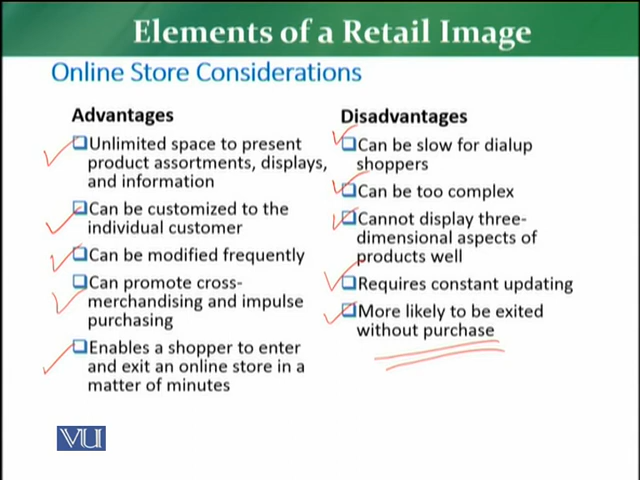 Elements of a Retail Image
Online Store Considerations
Advantages
Unlimited space to present
product assortments, displays,
and information
Can be customized to the
individual customer
Can be modified frequently
Can promote cross-
merchandising and impulse
purchasing
Enables a shopper to enter
and exit an online store in a
matter of minutes
Disadvantages
Can be slow for dialup
shoppers
Can be too complex
Cannot display three-
dimensional aspects of
products well
Requires constant updating
More likely to be exited
without purchase
VU